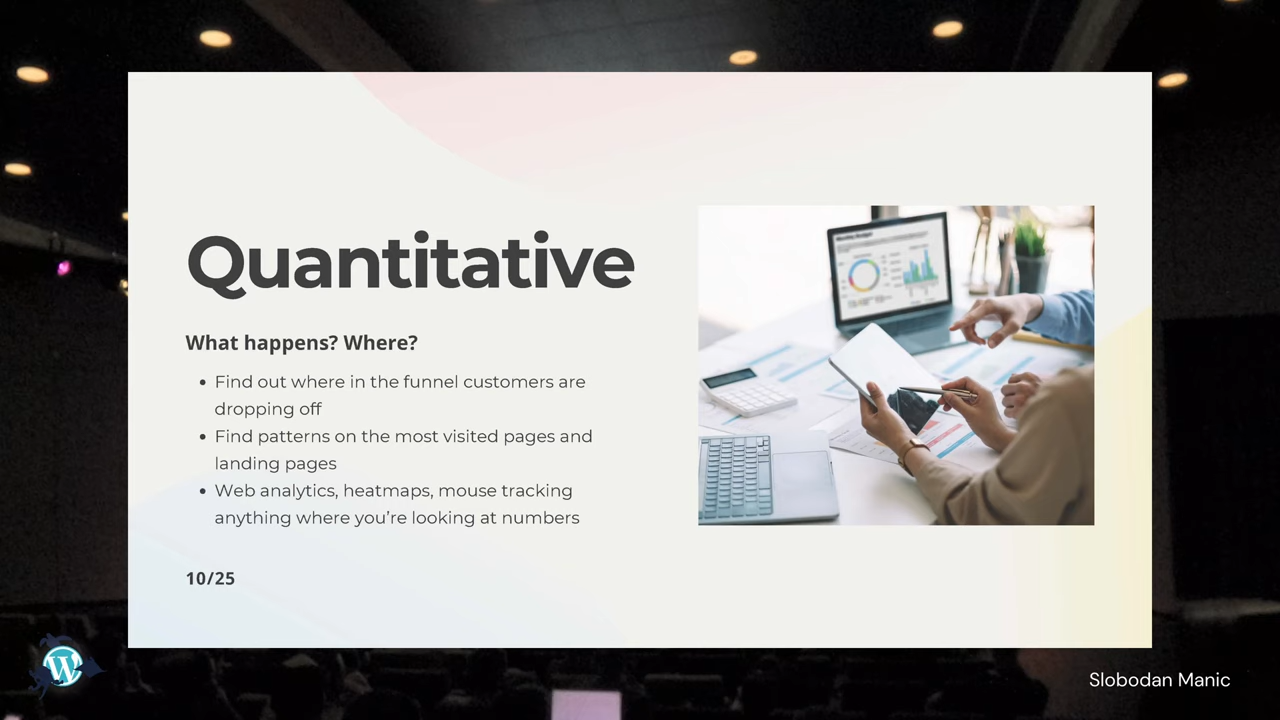 Quantitative
What happens? Where?
• Find out where in the funnel customers are
dropping off
• Find patterns on the most visited pages and
landing pages
• Web analytics, heatmaps, mouse tracking
anything where you’re looking at numbers
10/25
Monthly Budget
W
Slobodan Manic